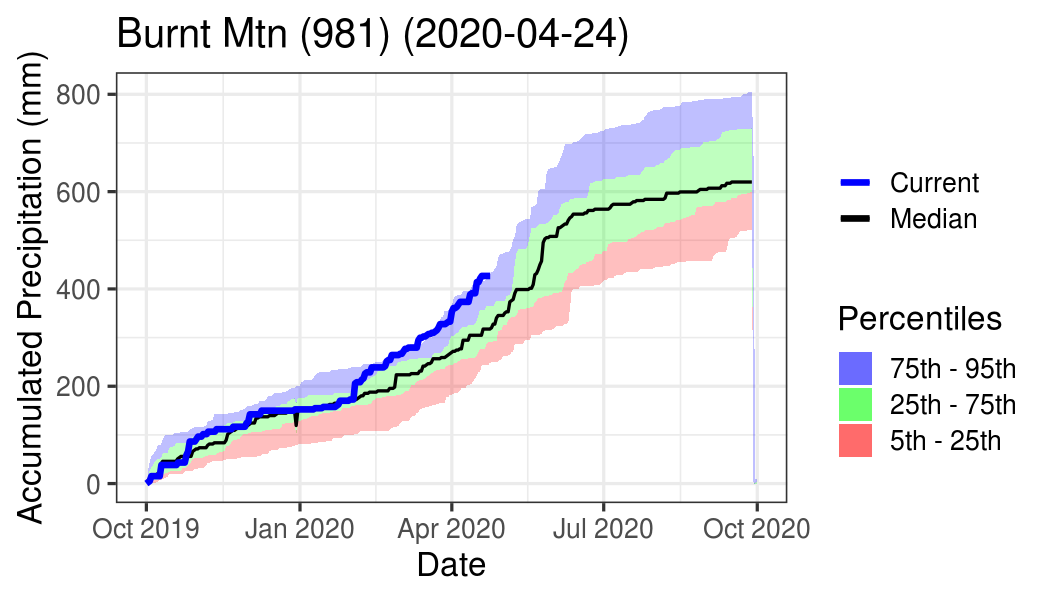 Burnt Mtn (981) (2020-04-24)
Accumulated Precipitation (mm)
800
600
400
200
0
Oct 2019
Jan 2020
Apr 2020
Jul 2020
Oct 2020
Date
Current
Median
Percentiles
75th - 95th
25th - 75th
5th - 25th